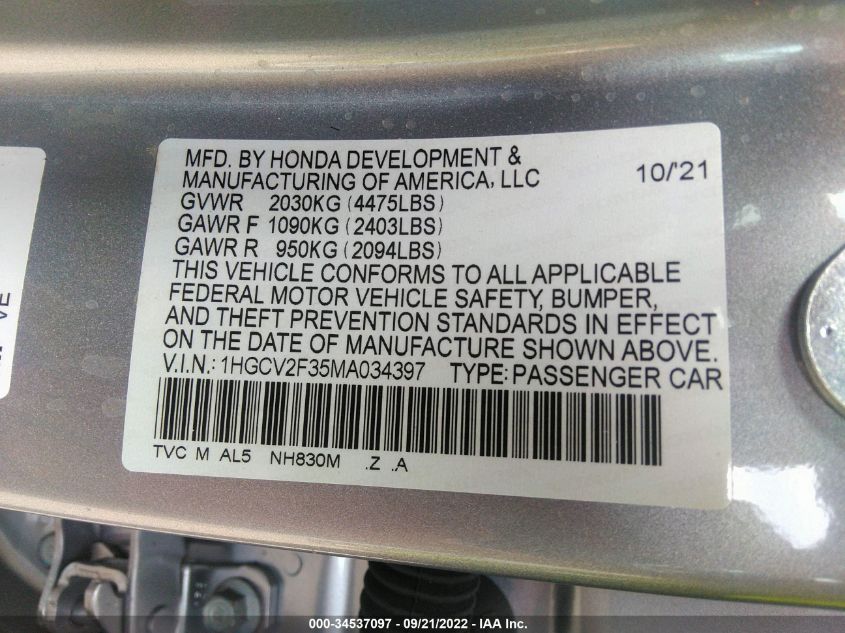 MFD. BY HONDA DEVELOPMENT &
MANUFACTURING OF AMERICA, LLC 10/'21
GVWR 2030KG (4475LBS)
GAWR F 1090KG (2403LBS)
GAWR R 950KG (2094LBS)
THIS VEHICLE CONFORMS TO ALL APPLICABLE
FEDERAL MOTOR VEHICLE SAFETY, BUMPER,
AND THEFT PREVENTION STANDARDS IN EFFECT
ON THE DATE OF MANUFACTURE SHOWN ABOVE.
V.I.N.: 1HGCV2F35MA034397 TYPE: PASSENGER CAR
TVC M AL5 NH830M .Z .A
VE
000-34537097 - 09/21/2022 - IAA Inc.